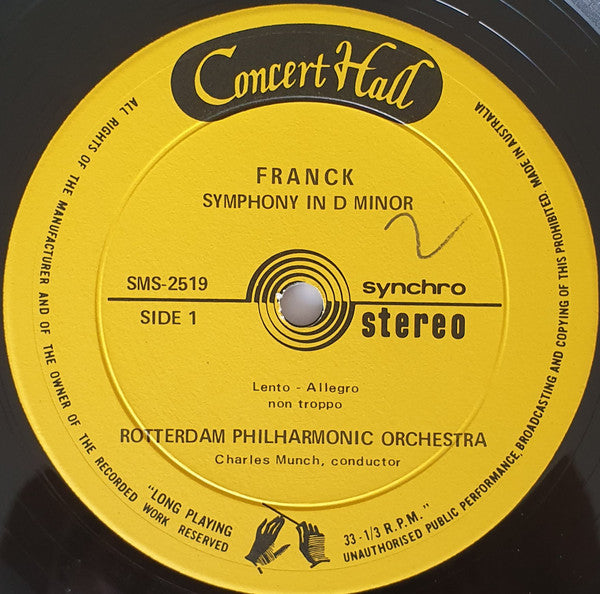 Concert Hall
FRANCK
SYMPHONY IN D MINOR
2
SMS-2519
synchro
SIDE 1
stereo
Lento - Allegro
non troppo
ROTTERDAM PHILHARMONIC ORCHESTRA
Charles Munch, conductor
"LONG PLAYING
33-1/3 R.P.M."
ALL RIGHTS OF THE MANUFACTURER AND OF THE OWNER OF THE RECORDED WORK RESERVED
UNAUTHORISED PUBLIC PERFORMANCE, BROADCASTING AND COPYING OF THIS PROHIBITED. MADE IN AUSTRALIA